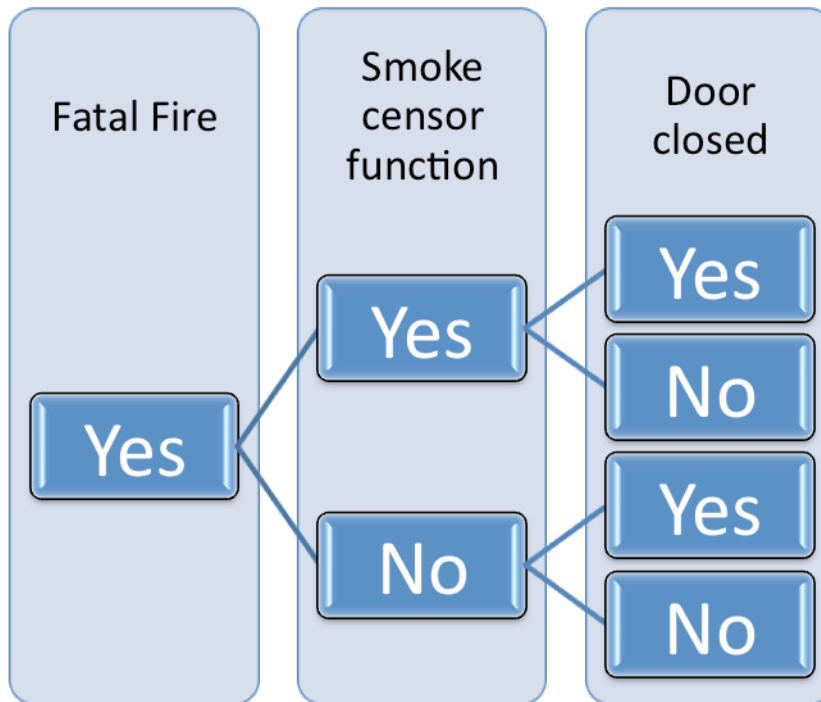 Fatal Fire
Smoke
censor
function
Door
closed
Yes
Yes
No
Yes
No
Yes
No